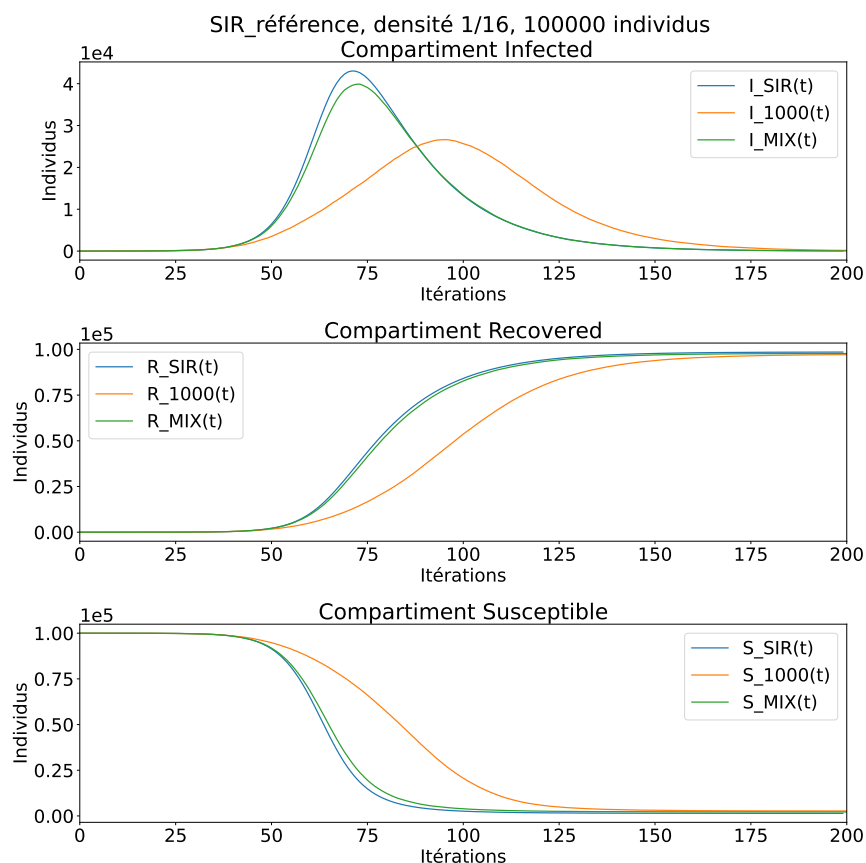 SIR_référence, densité 1/16, 100000 individus
Compartiment Infected
1e4
4
3
2
1
0
Individus
I_SIR(t)
I_1000(t)
I_MIX(t)
0 25 50 75 100 125 150 175 200
Itérations
Compartiment Recovered
1e5
1.00
0.75
0.50
0.25
0.00
Individus
R_SIR(t)
R_1000(t)
R_MIX(t)
0 25 50 75 100 125 150 175 200
Itérations
Compartiment Susceptible
1e5
1.00
0.75
0.50
0.25
0.00
Individus
S_SIR(t)
S_1000(t)
S_MIX(t)
0 25 50 75 100 125 150 175 200
Itérations